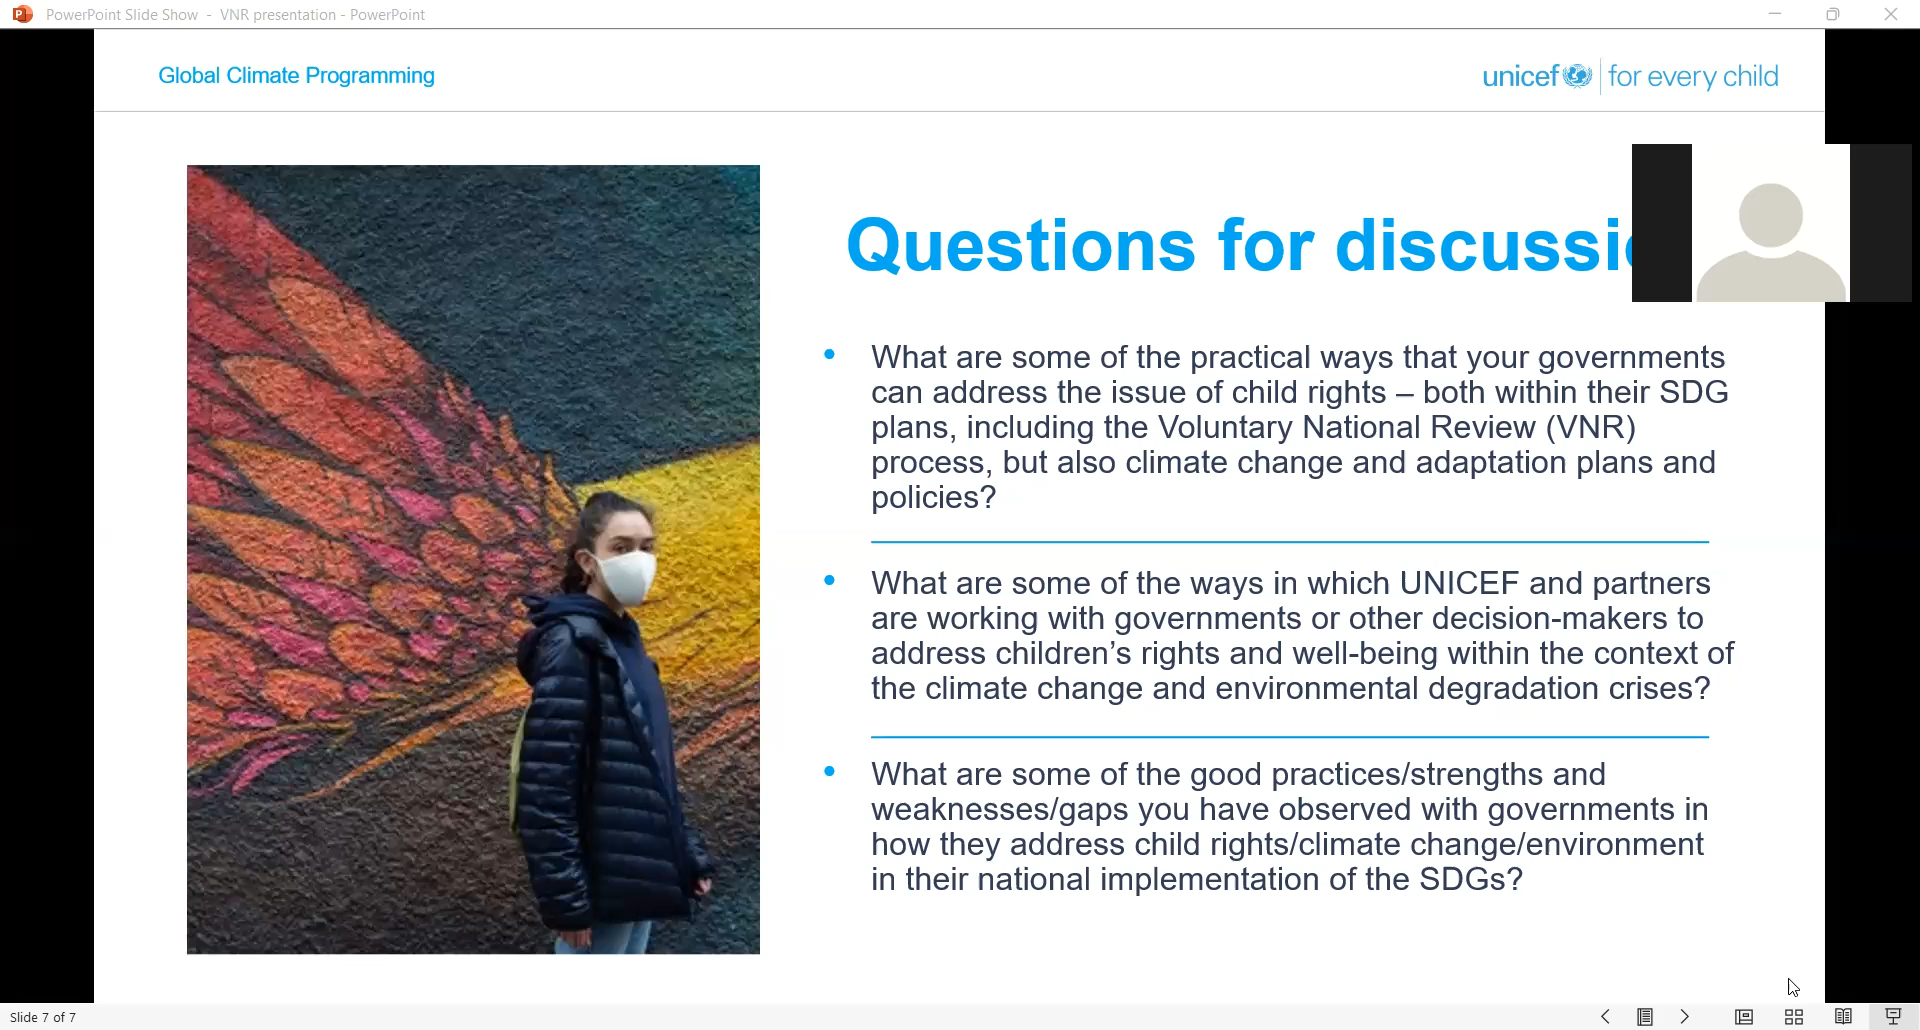 PowerPoint Slide Show - VNR presentation - PowerPoint
Global Climate Programming
unicef for every child
Questions for
• What are some of the practical ways that your governments
can address the issue of child rights – both within their SDG
plans, including the Voluntary National Review (VNR)
process, but also climate change and adaptation plans and
policies?
• What are some of the ways in which UNICEF and partners
are working with governments or other decision-makers to
address children’s rights and well-being within the context of
the climate change and environmental degradation crises?
• What are some of the good practices/strengths and
weaknesses/gaps you have observed with governments in
how they address child rights/climate change/environment
in their national implementation of the SDGs?
Slide 7 of 7